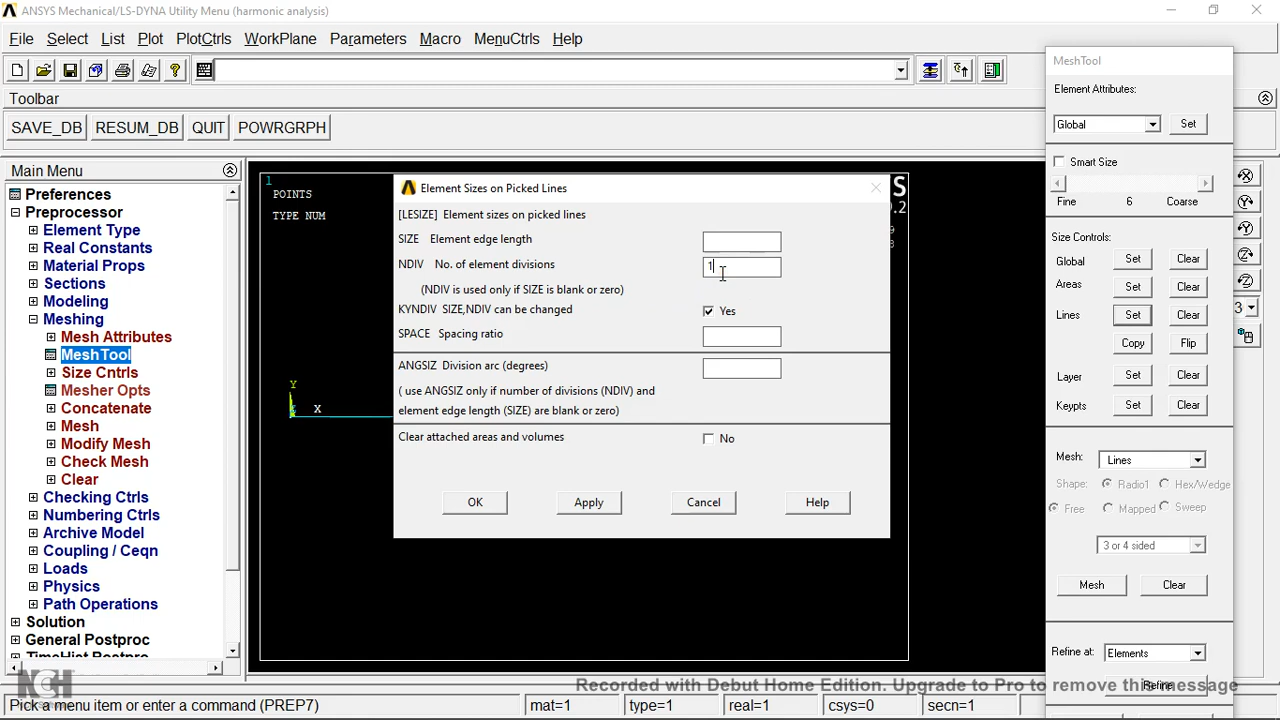 ANSYS Mechanical/LS-DYNA Utility Menu (harmonic analysis)
File Select List Plot PlotCtrls WorkPlane Parameters Macro MenuCtrls Help
Toolbar
SAVE_DB RESUM_DB QUIT POWRGRPH
Main Menu
Preferences
Preprocessor
Element Type
Real Constants
Material Props
Sections
Modeling
Meshing
Mesh Attributes
MeshTool
Size Cntrls
Mesher Opts
Concatenate
Mesh
Modify Mesh
Check Mesh
Clear
Checking Ctrls
Numbering Ctrls
Archive Model
Coupling / Ceqn
Loads
Physics
Path Operations
Solution
General Postproc
TimeHist Postpro
1
POINTS
TYPE NUM
Y
X
S
.2
Element Sizes on Picked Lines
[LESIZE] Element sizes on picked lines
SIZE Element edge length
NDIV No. of element divisions 1
(NDIV is used only if SIZE is blank or zero)
KYNDIV SIZE,NDIV can be changed Yes
SPACE Spacing ratio
ANGSIZ Division arc (degrees)
( use ANGSIZ only if number of divisions (NDIV) and
element edge length (SIZE) are blank or zero)
Clear attached areas and volumes No
OK Apply Cancel Help
MeshTool
Element Attributes:
Global Set
Smart Size
Fine 6 Coarse
Size Controls:
Global Set Clear
Areas Set Clear
Lines Set Clear
Copy Flip
Layer Set Clear
Keypts Set Clear
Mesh: Lines
Shape: Radio1 Hex/Wedge
Free Mapped Sweep
3 or 4 sided
Mesh Clear
Refine at: Elements
Refine
3
NCH
Recorded with Debut Home Edition. Upgrade to Pro to remove this message
Pick a menu item or enter a command (PREP7) mat=1 type=1 real=1 csys=0 secn=1